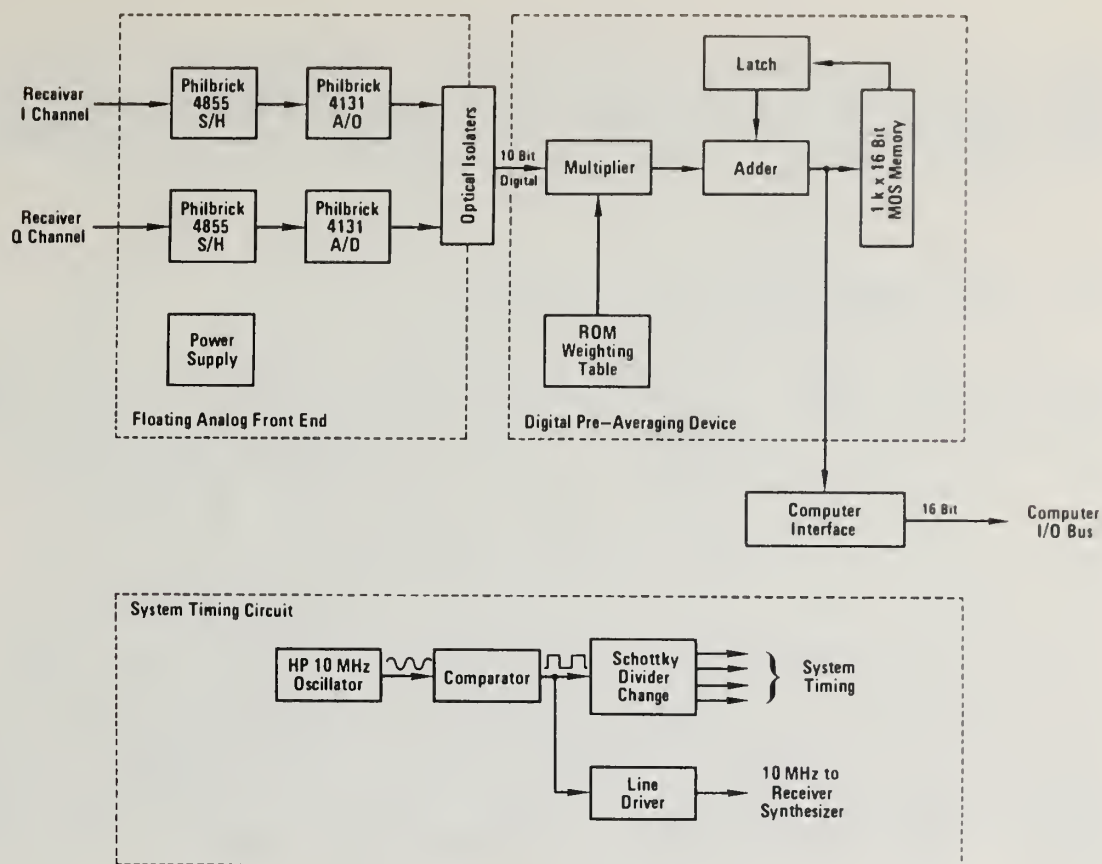 Recaivar
I Channel
Philbrick
4855
S/H
Philbrick
4131
A/O
Optical Isolaters
10 Bit
Digital
Multiplier
Latch
Adder
1 k x 16 Bit
MOS Memory
Recaiver
Q Channel
Philbrick
4855
S/H
Philbrick
4131
A/D
Power
Supply
ROM
Weighting
Table
Floating Analog Front End
Digital Pre-Averaging Device
Computer
Interface
16 Bit
Computer
I/O Bus
System Timing Circuit
HP 10 MHz
Oscillator
Comparator
Schottky
Divider
Change
System
Timing
Line
Driver
10 MHz to
Receiver
Synthesizer